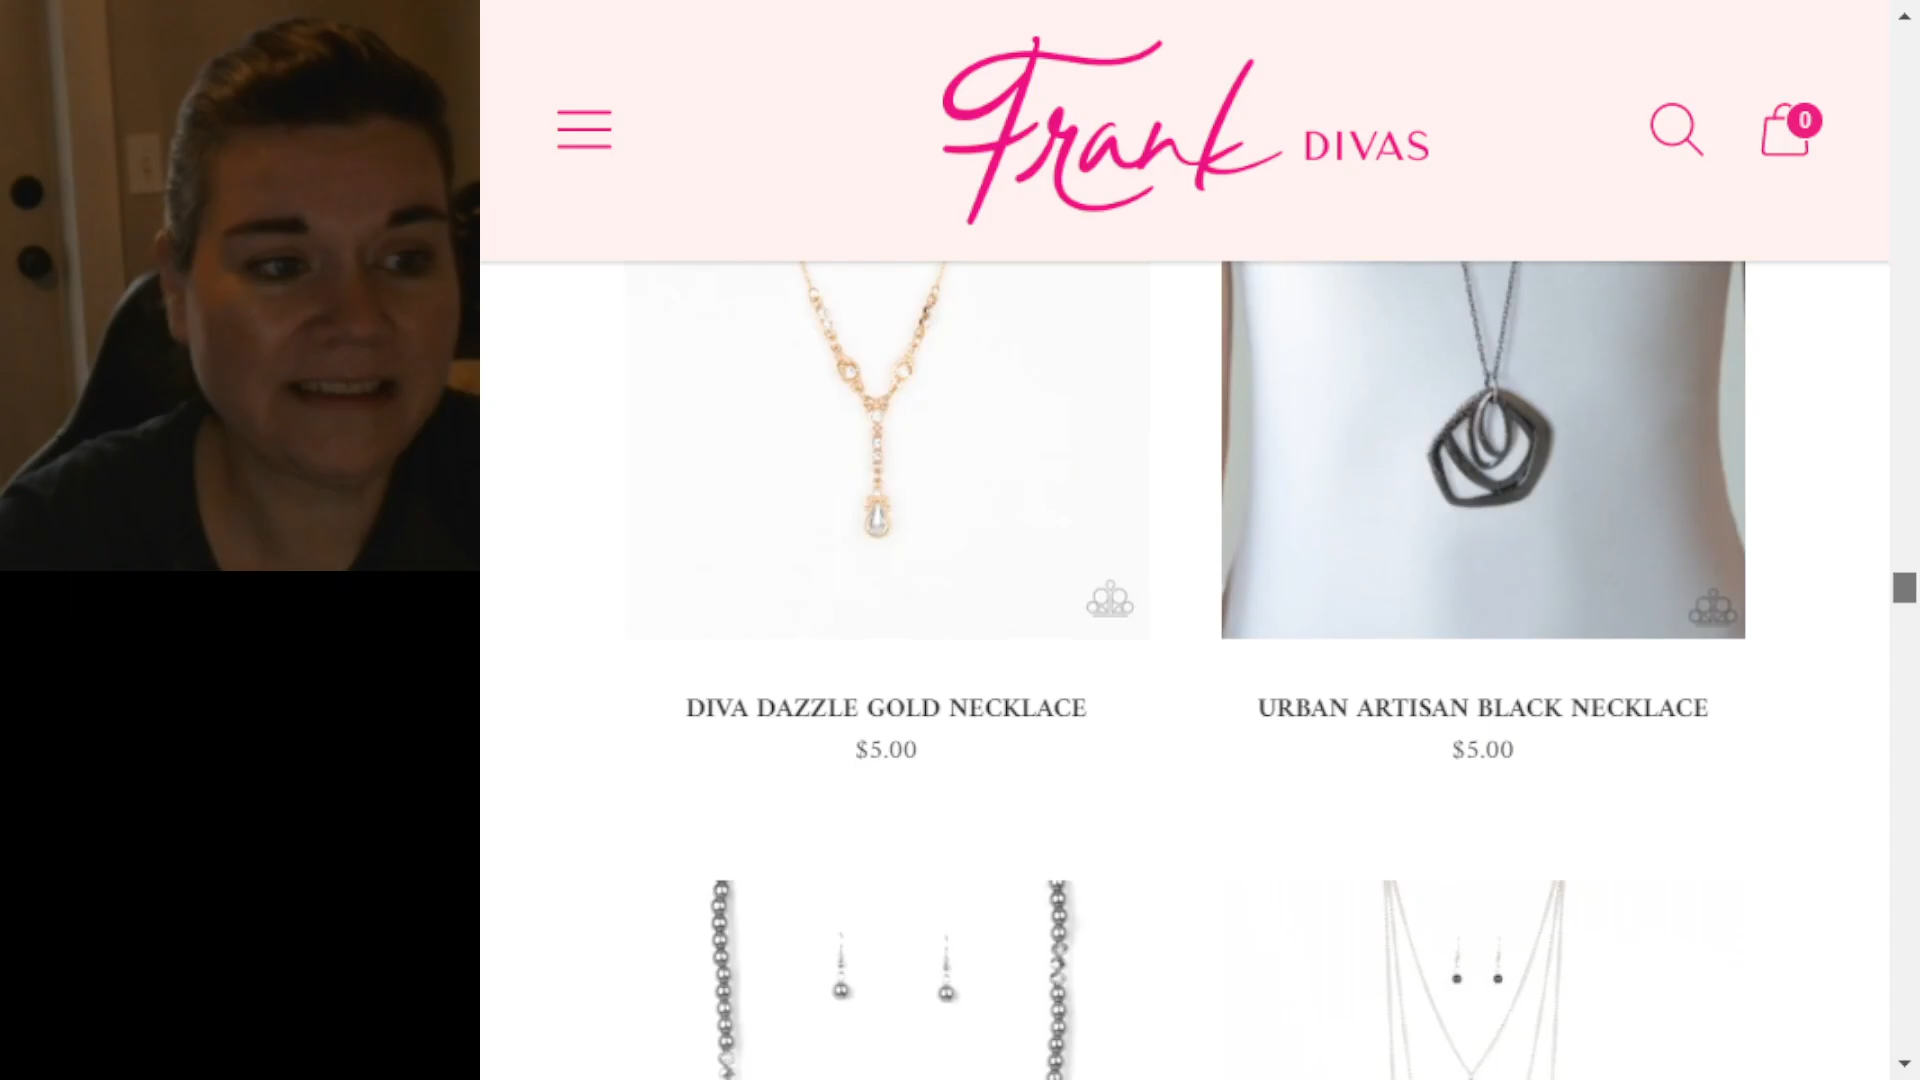 Frank DIVAS
0
DIVA DAZZLE GOLD NECKLACE
$5.00
URBAN ARTISAN BLACK NECKLACE
$5.00